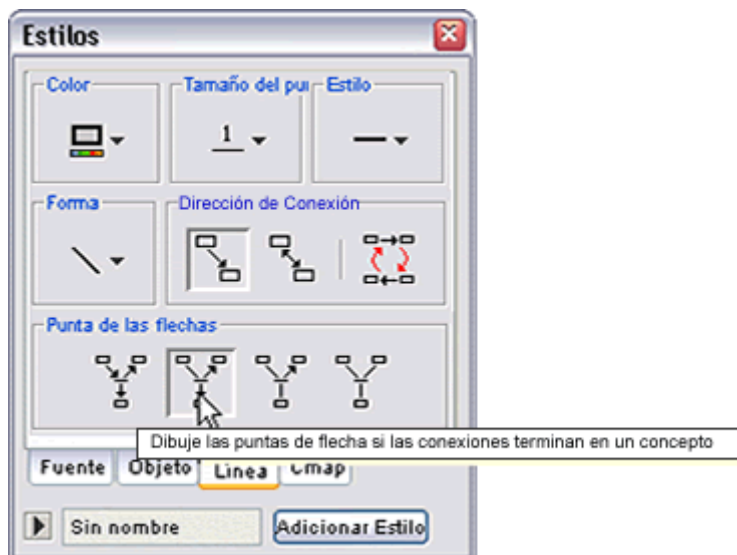 Estilos
Color
Tamaño del pu
Estilo
1
Forma
Dirección de Conexión
Punta de las flechas
Dibuje las puntas de flecha si las conexiones terminan en un concepto
Fuente
Objeto
Línea
Cmap
Sin nombre
Adicionar Estilo